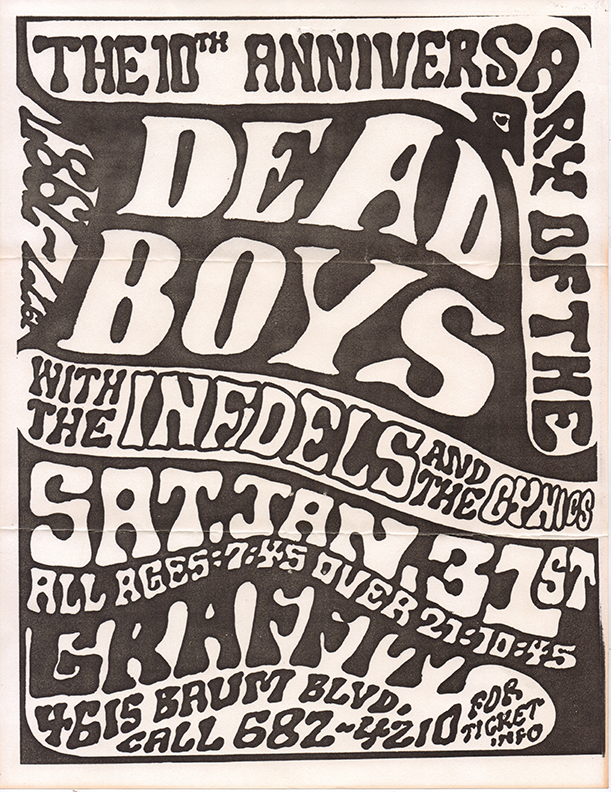 THE 10TH ANNIVERSARY OF THE
DEAD
BOYS
WITH THE INFIDELS AND THE CYNICS
SAT. JAN. 31ST
ALL AGES: 7:45 OVER 21: 10:45
GRAFFITI
4615 BAUM BLVD.
CALL 682~4210 FOR TICKET INFO